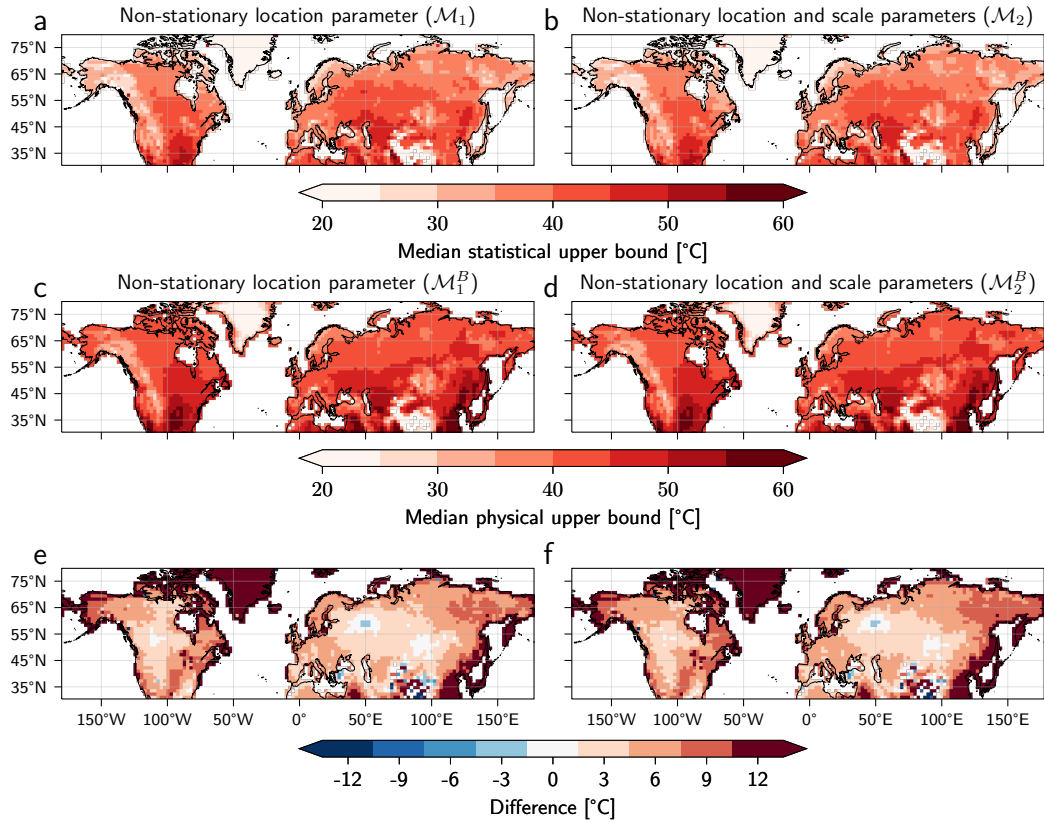 a Non-stationary location parameter (ℳ₁)
b Non-stationary location and scale parameters (ℳ₂)
75°N
65°N
55°N
45°N
35°N
20 30 40 50 60
Median statistical upper bound [°C]
c Non-stationary location parameter (ℳ₁ᴮ)
d Non-stationary location and scale parameters (ℳ₂ᴮ)
75°N
65°N
55°N
45°N
35°N
20 30 40 50 60
Median physical upper bound [°C]
e f
75°N
65°N
55°N
45°N
35°N
150°W 100°W 50°W 0° 50°E 100°E 150°E 150°W 100°W 50°W 0° 50°E 100°E 150°E
-12 -9 -6 -3 0 3 6 9 12
Difference [°C]